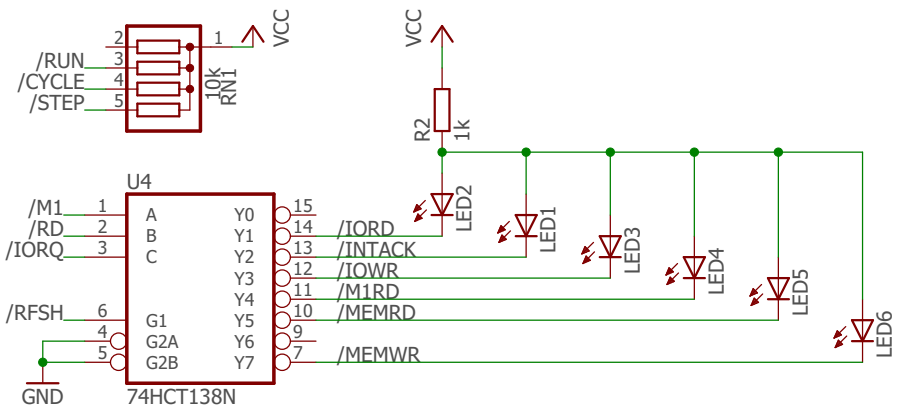 2 1 VCC
/RUN 3
/CYCLE 4
/STEP 5
10k
RN1
VCC
R2
1k
U4
/M1 1 A Y0 15
/RD 2 B Y1 14 /IORD
/IORQ 3 C Y2 13 /INTACK
Y3 12 /IOWR
Y4 11 /M1RD
/RFSH 6 G1 Y5 10 /MEMRD
4 G2A Y6 9
5 G2B Y7 7 /MEMWR
GND
74HCT138N
LED2
LED1
LED3
LED4
LED5
LED6